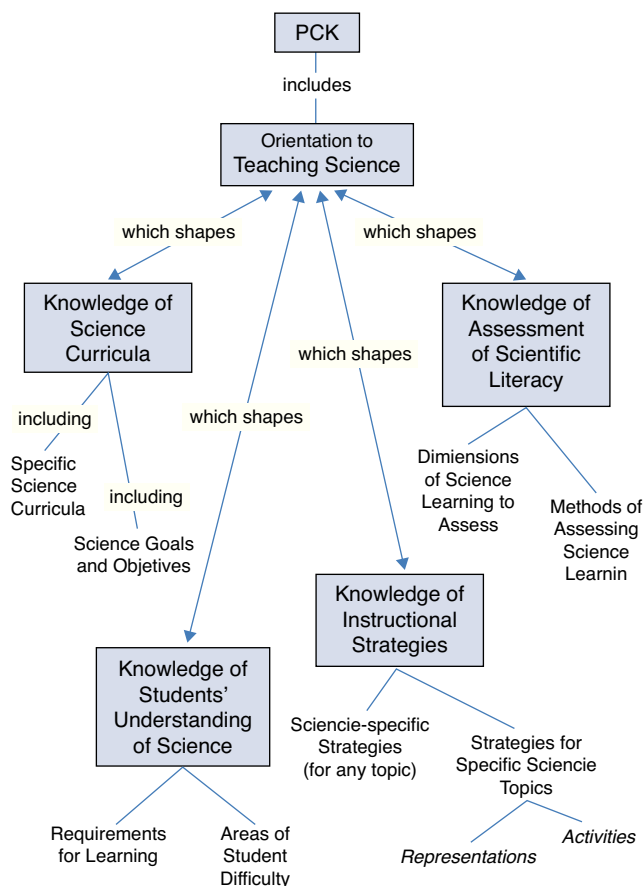 PCK
includes
Orientation to
Teaching Science
which shapes
which shapes
Knowledge of
Science
Curricula
Knowledge of
Assessment
of Scientific
Literacy
which shapes
which shapes
including
Specific
Science
Curricula
including
Science Goals
and Objetives
Dimiensions
of Science
Learning to
Assess
Methods of
Assessing
Science
Learnin
Knowledge of
Instructional
Strategies
Knowledge of
Students’
Understanding
of Science
Sciencie-specific
Strategies
(for any topic)
Strategies for
Specific Sciencie
Topics
Representations
Activities
Requirements
for Learning
Areas of
Student
Difficulty